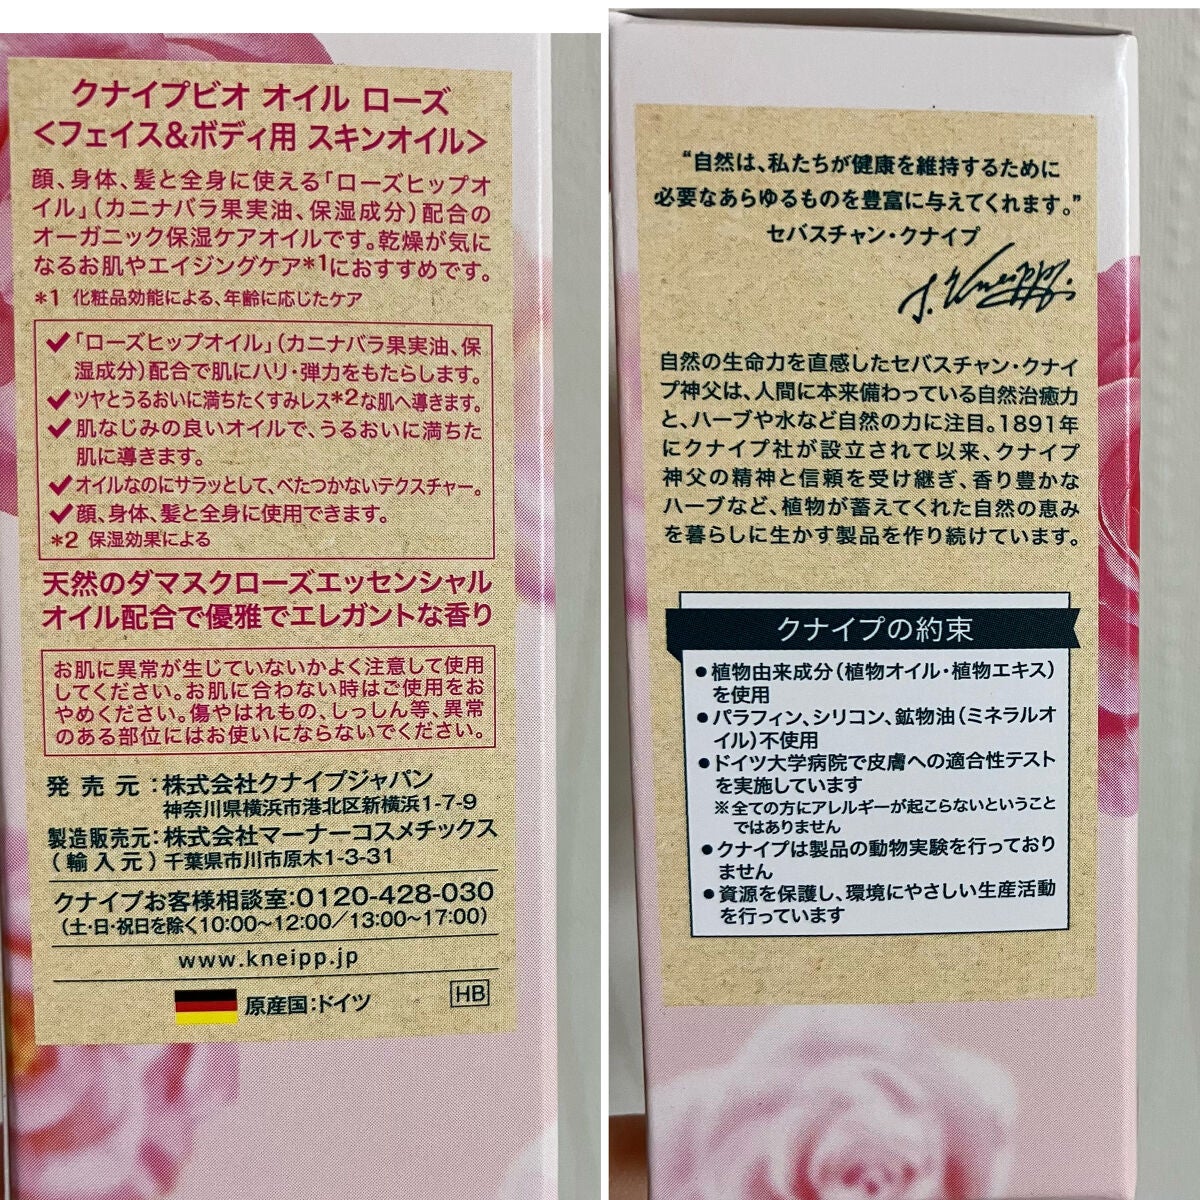 クナイプビオ オイル ローズ
<フェイス&ボディ用 スキンオイル>
顔、身体、髪と全身に使える「ローズヒップオ
イル」(カニナバラ果実油、保湿成分)配合の
オーガニック保湿ケアオイルです。乾燥が気に
なるお肌やエイジングケア*1におすすめです。
*1 化粧品効能による、年齢に応じたケア
✓「ローズヒップオイル」(カニナバラ果実油、保
湿成分)配合で肌にハリ・弾力をもたらします。
✓ツヤとうるおいに満ちたくすみレス*2な肌へ導きます。
✓肌なじみの良いオイルで、うるおいに満ちた
肌に導きます。
✓オイルなのにサラッとして、べたつかないテクスチャー。
✓顔、身体、髪と全身に使用できます。
*2 保湿効果による
天然のダマスクローズエッセンシャル
オイル配合で優雅でエレガントな香り
お肌に異常が生じていないかよく注意して使用
してください。お肌に合わない時はご使用をお
やめください。傷やはれもの、しっしん等、異常
のある部位にはお使いにならないでください。
発売元:株式会社クナイプジャパン
神奈川県横浜市港北区新横浜1-7-9
製造販売元:株式会社マーナーコスメチックス
(輸入元)千葉県市川市原木1-3-31
クナイプお客様相談室:0120-428-030
(土・日・祝日を除く10:00~12:00/13:00~17:00)
www.kneipp.jp
原産国:ドイツ
HB
“自然は、私たちが健康を維持するために
必要なあらゆるものを豊富に与えてくれます。”
セバスチャン・クナイプ
S. Kneipp.
自然の生命力を直感したセバスチャン・クナイ
プ神父は、人間に本来備わっている自然治癒力
と、ハーブや水など自然の力に注目。1891年
にクナイプ社が設立されて以来、クナイプ
神父の精神と信頼を受け継ぎ、香り豊かな
ハーブなど、植物が蓄えてくれた自然の恵み
を暮らしに生かす製品を作り続けています。
クナイプの約束
●植物由来成分(植物オイル・植物エキス)
を使用
●パラフィン、シリコン、鉱物油(ミネラルオ
イル)不使用
●ドイツ大学病院で皮膚への適合性テスト
を実施しています
※全ての方にアレルギーが起こらないということ
ではありません
●クナイプは製品の動物実験を行っており
ません
●資源を保護し、環境にやさしい生産活動
を行っています